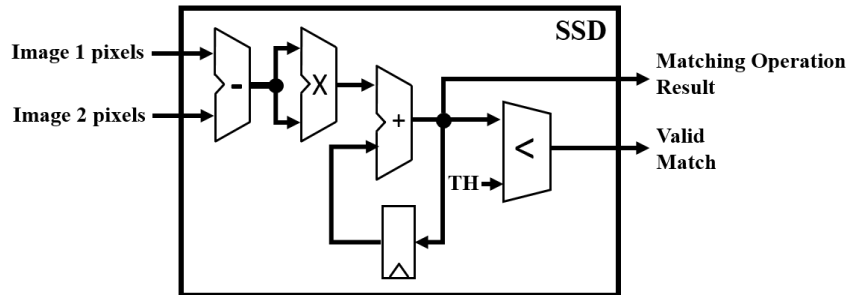 SSD
Image 1 pixels
Image 2 pixels
-
X
+
<
TH
Matching Operation
Result
Valid
Match